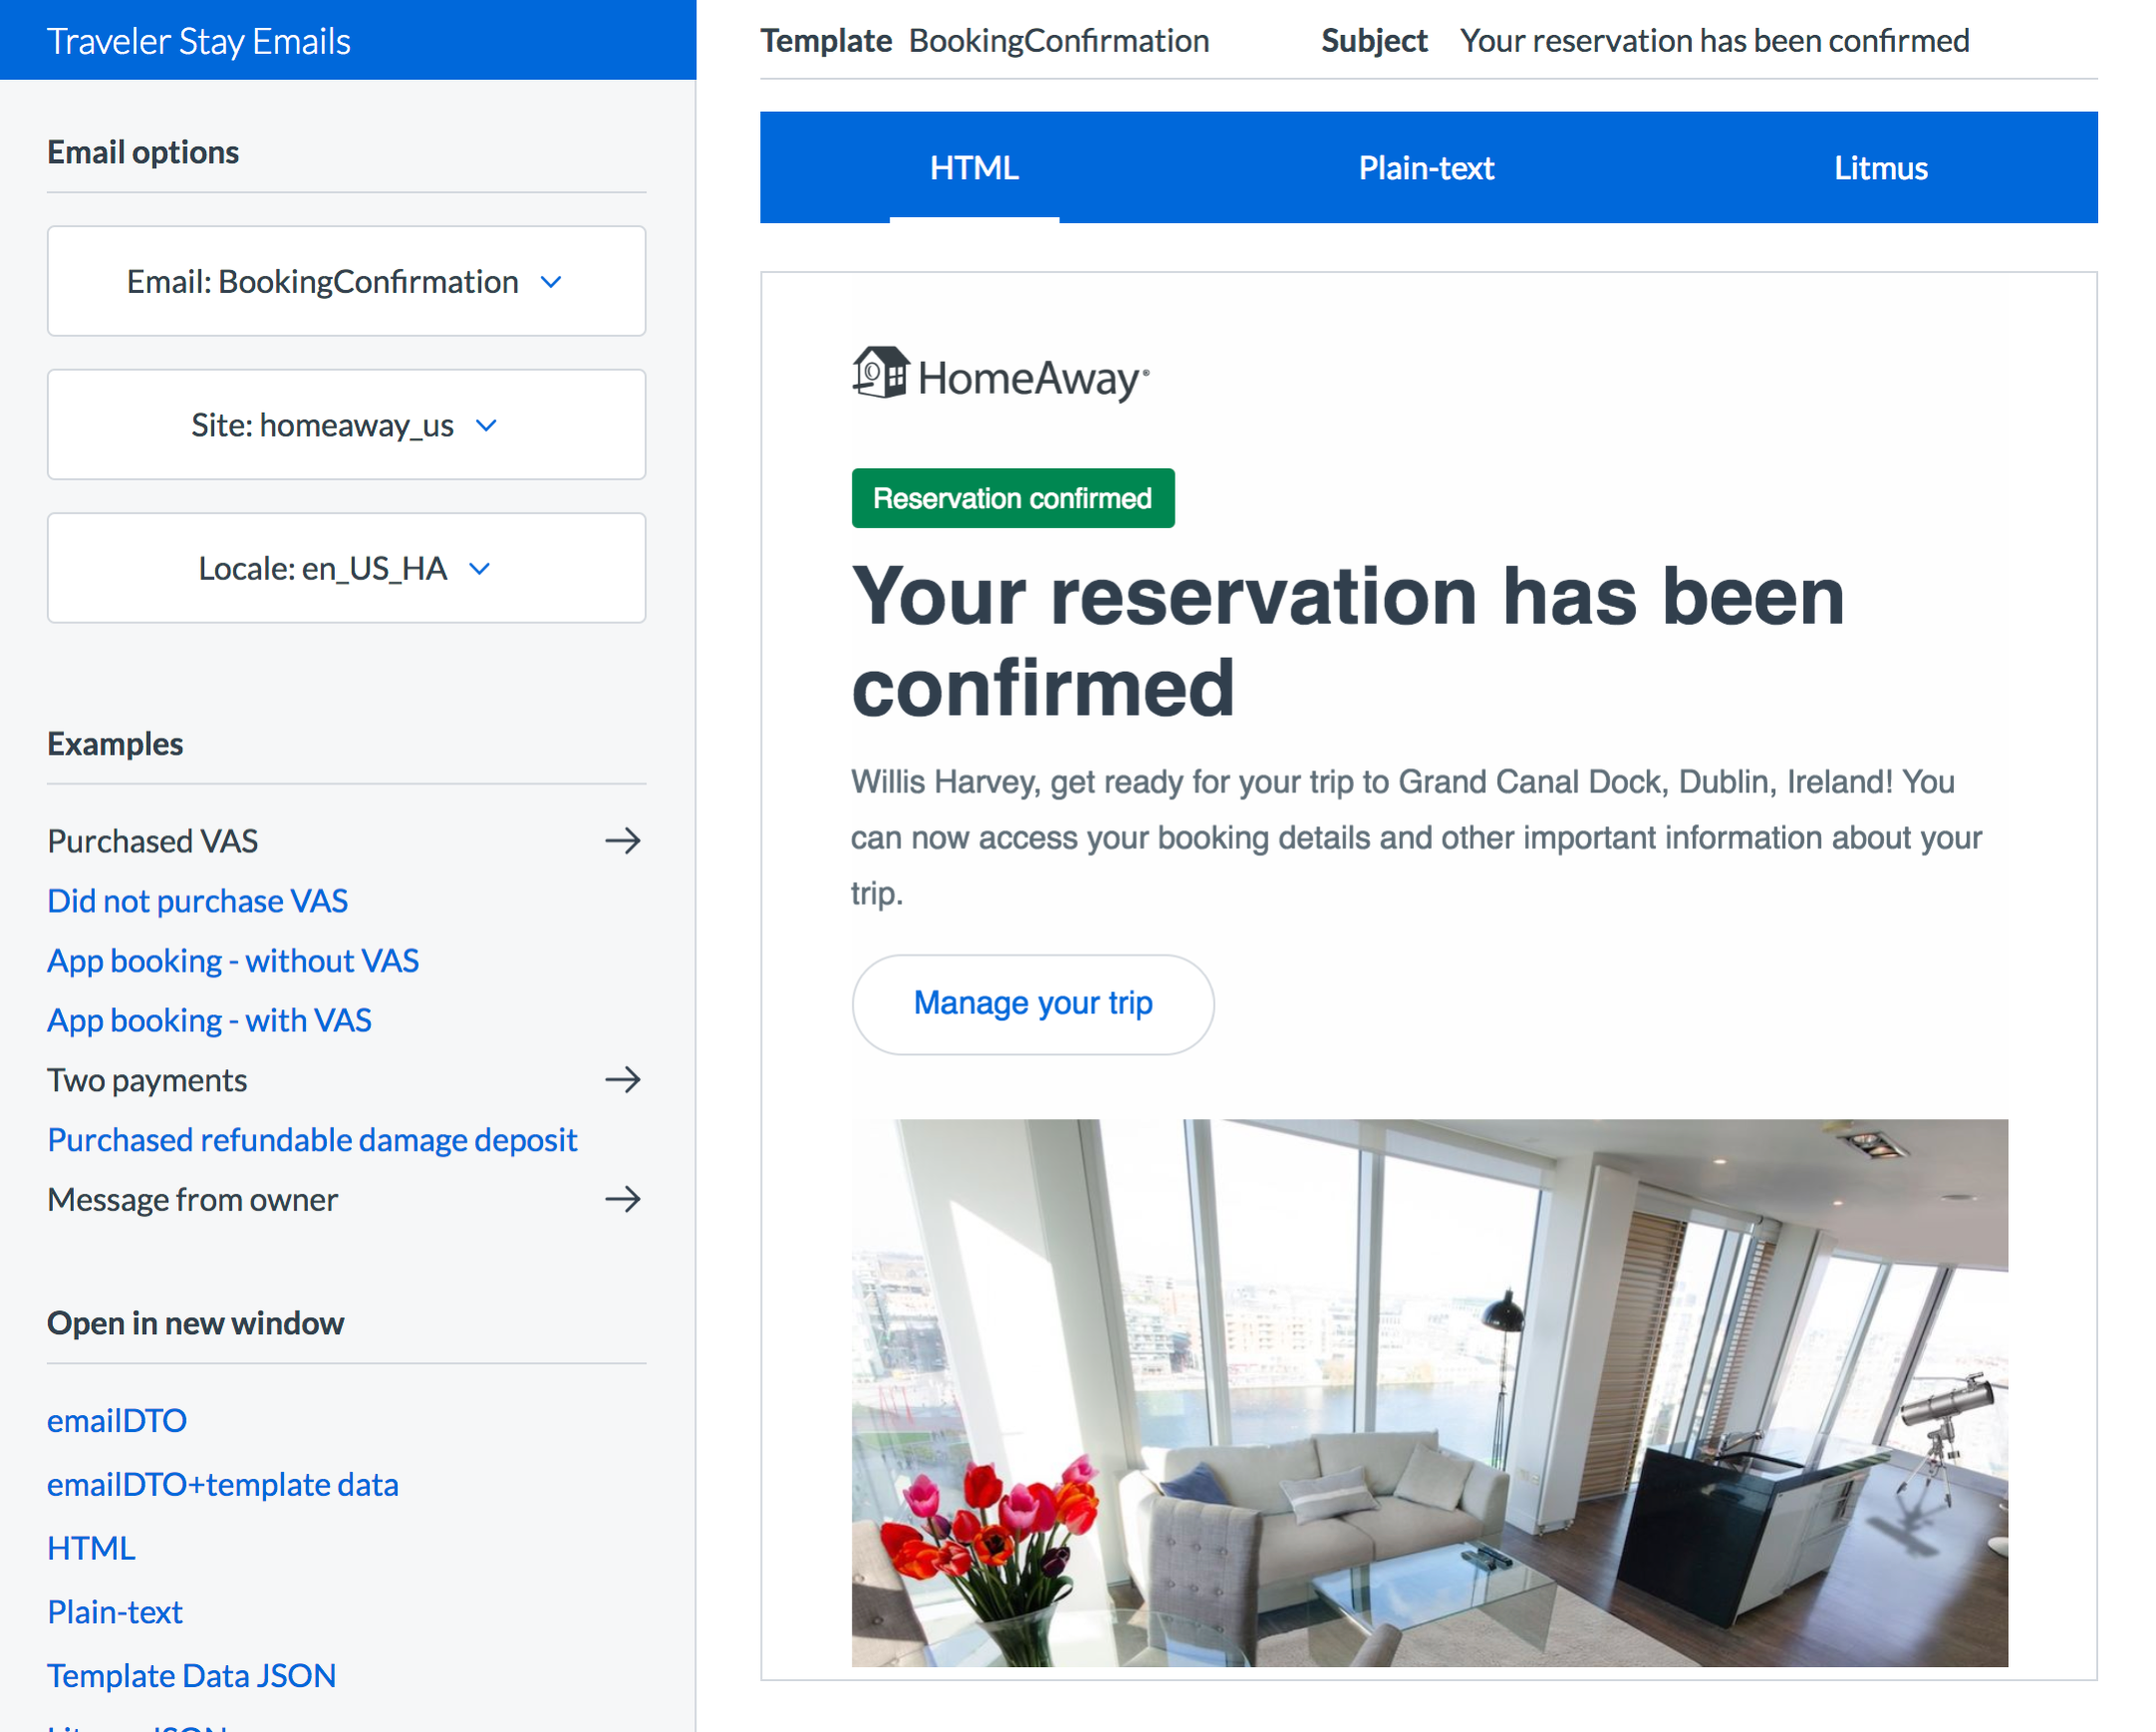 Traveler Stay Emails
Email options
Email: BookingConfirmation
Site: homeaway_us
Locale: en_US_HA
Examples
Purchased VAS
Did not purchase VAS
App booking - without VAS
App booking - with VAS
Two payments
Purchased refundable damage deposit
Message from owner
Open in new window
emailDTO
emailDTO+template data
HTML
Plain-text
Template Data JSON
Template BookingConfirmation
Subject Your reservation has been confirmed
HTML
Plain-text
Litmus
HomeAway®
Reservation confirmed
Your reservation has been
confirmed
Willis Harvey, get ready for your trip to Grand Canal Dock, Dublin, Ireland! You
can now access your booking details and other important information about your
trip.
Manage your trip